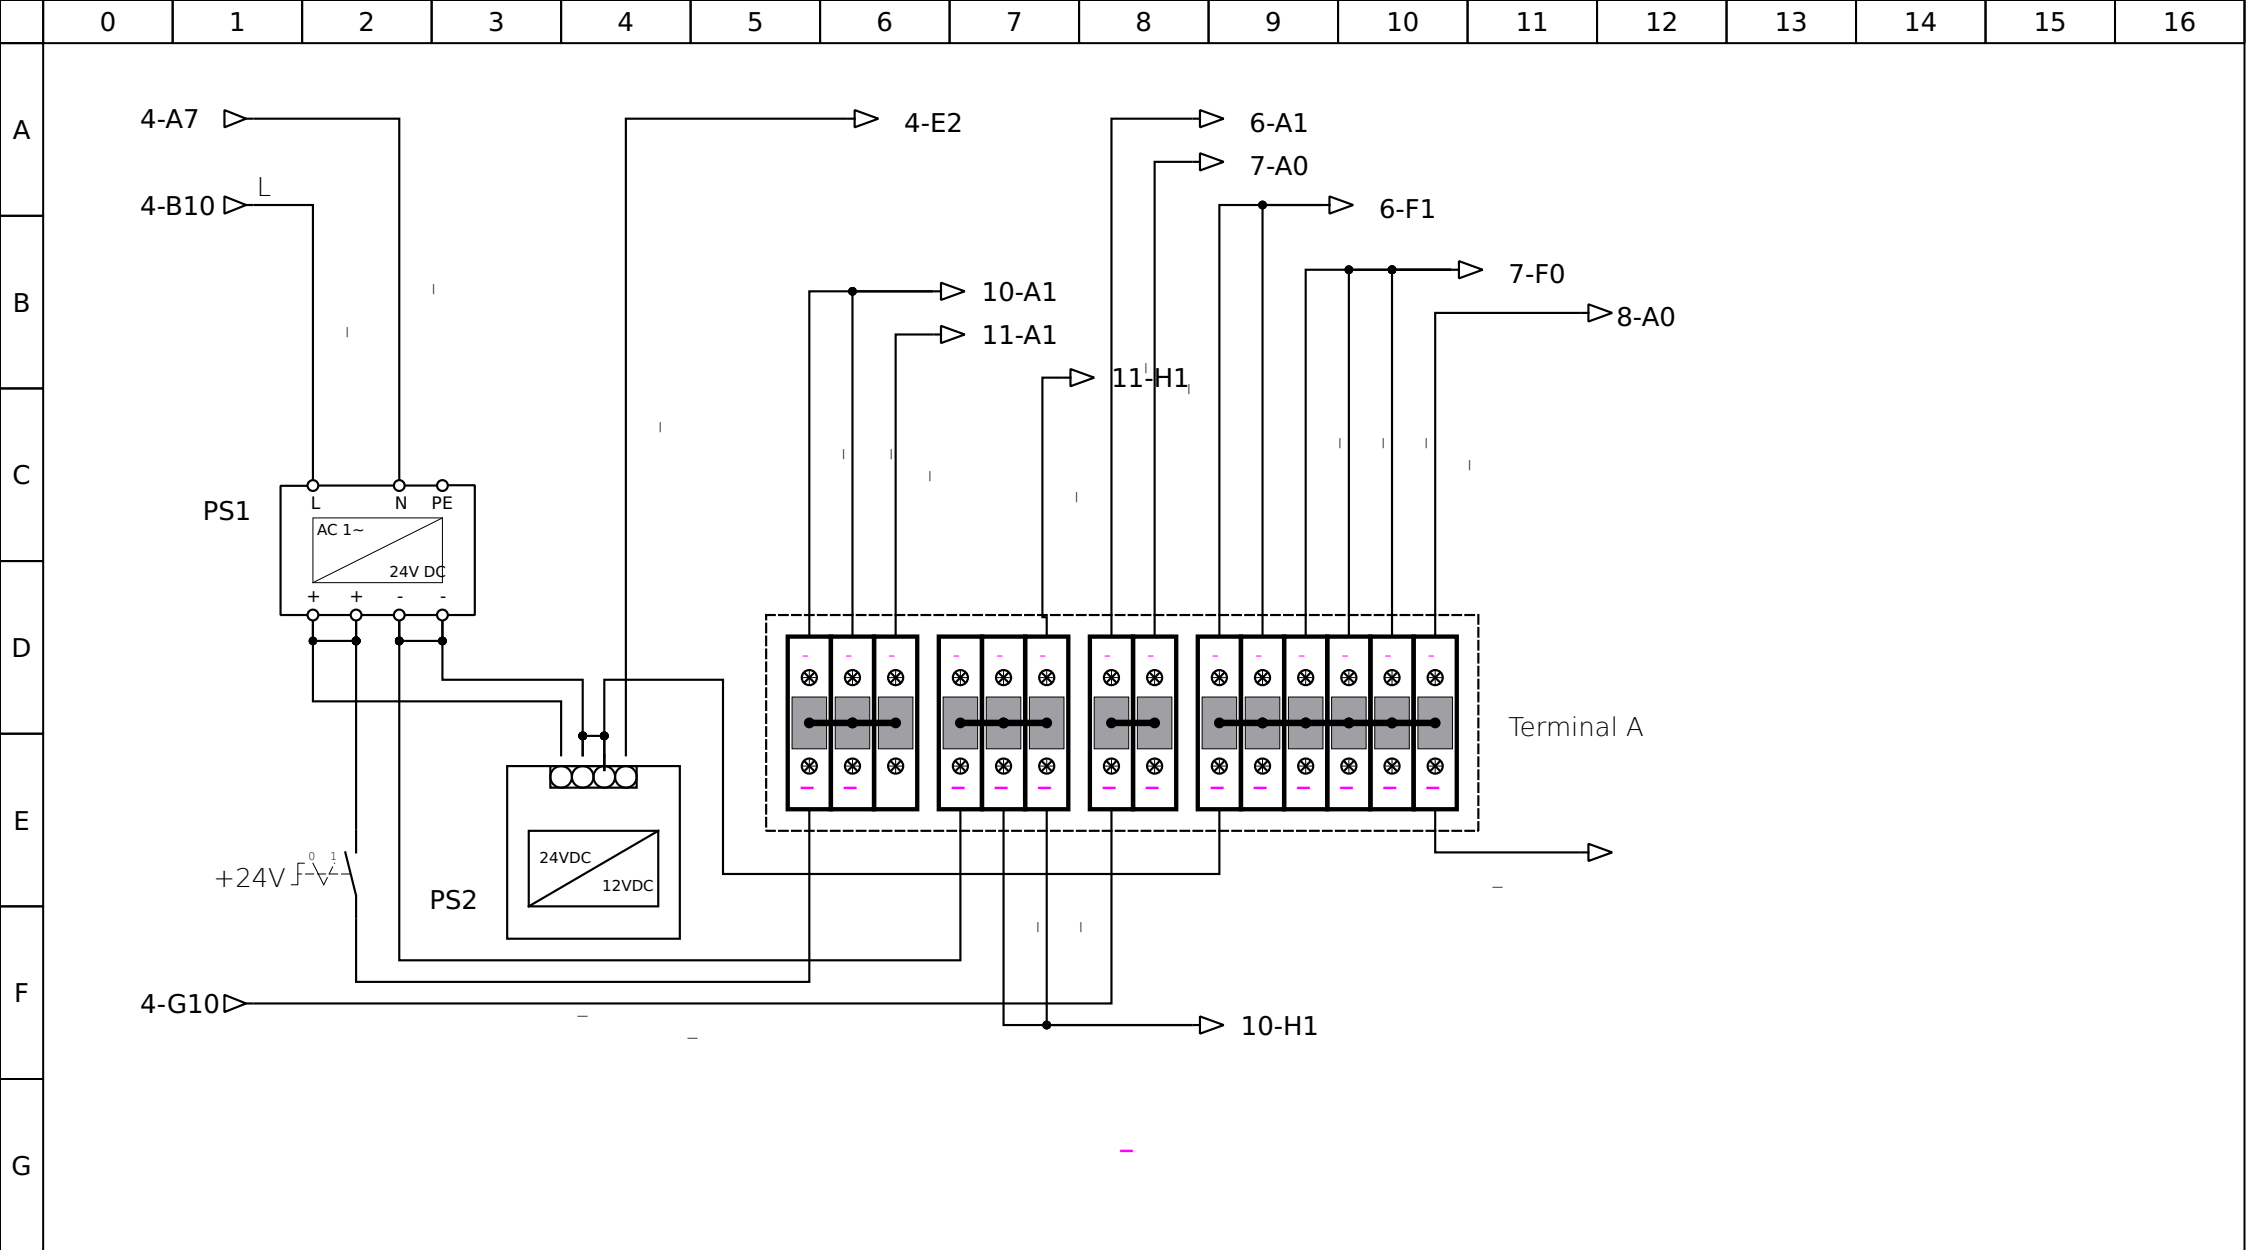 0 1 2 3 4 5 6 7 8 9 10 11 12 13 14 15 16
A
4-A7 4-E2 6-A1
7-A0
L
4-B10 6-F1
B
7-F0
10-A1
8-A0
11-A1
11-H1
C
PS1
L N PE
AC 1~
24V DC
+ + - -
D
Terminal A
E
24VDC
12VDC
0 1
+24V
PS2
F
4-G10
10-H1
G